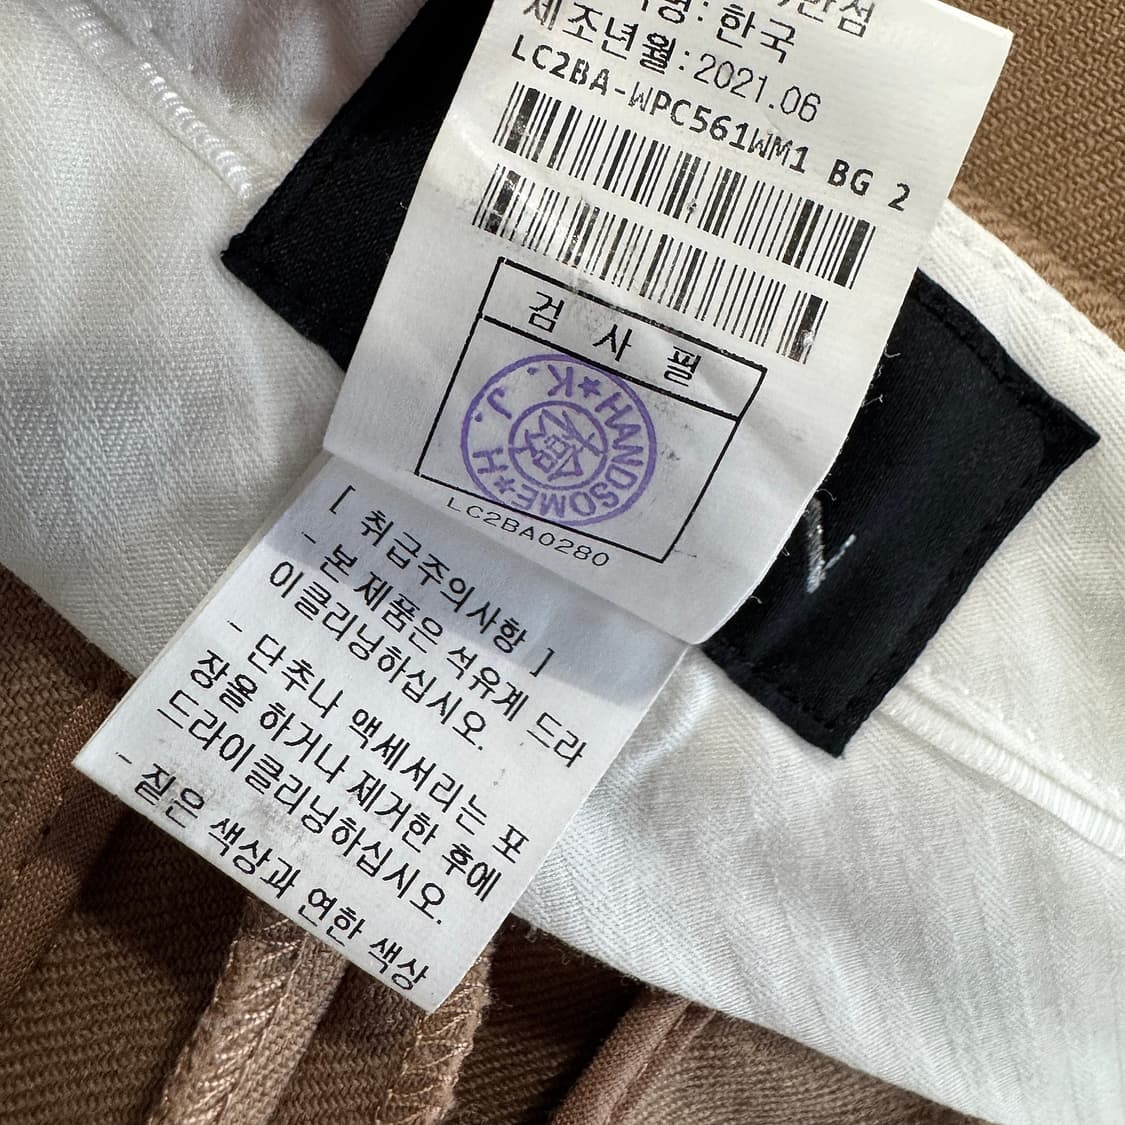 명:한국
제조년월:2021.06
LC2BA-WPC561WM1 BG 2
검 사 필
K.J.H*HANDSOME*
LC2BA0280
[ 취급주의사항 ]
- 본 제품은 석유계 드라
이클리닝하십시오.
- 단추나 액세서리는 포
장을 하거나 제거한 후에
드라이클리닝하십시오.
- 짙은 색상과 연한 색상